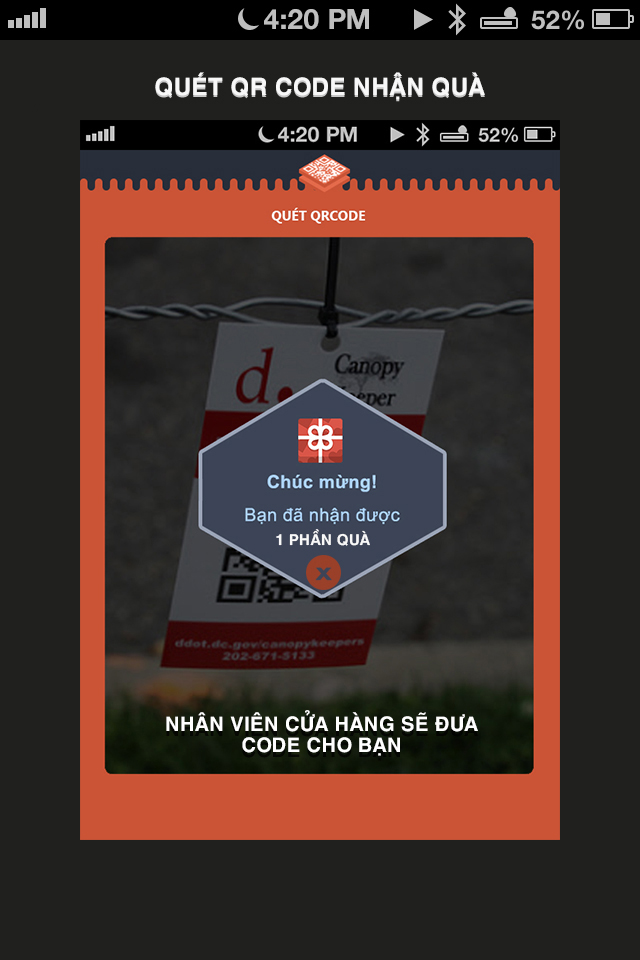 4:20 PM
52%
QUÉT QR CODE NHẬN QUÀ
4:20 PM
52%
QUÉT QRCODE
d.
Canopy
eeper
Chúc mừng!
Bạn đã nhận được
1 PHẦN QUÀ
x
ddot.dc.gov/canopykeepers
202-671-5133
NHÂN VIÊN CỬA HÀNG SẼ ĐƯA
CODE CHO BẠN